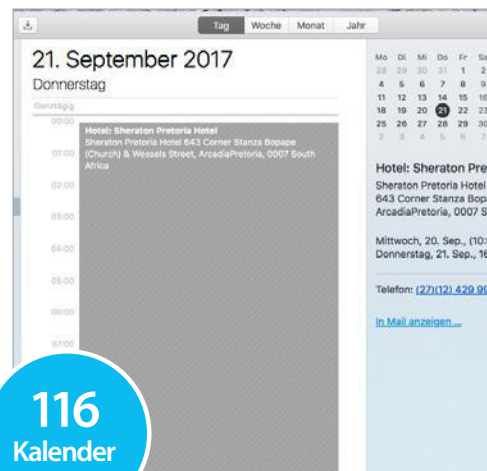 Tag Woche Monat Jahr
21. September 2017
Donnerstag
Ganztägig
00:00
Hotel: Sheraton Pretoria Hotel
Sheraton Pretoria Hotel 643 Corner Stanza Bopape
(Church) & Wessels Street, ArcadiaPretoria, 0007 South
Africa
01:00
02:00
03:00
04:00
05:00
06:00
07:00
Mo Di Mi Do Fr Sa
28 29 30 31 1 2
4 5 6 7 8 9
11 12 13 14 15 16
18 19 20 21 22 23
25 26 27 28 29 30
2 3 4 5 6 7
Hotel: Sheraton Pre
Sheraton Pretoria Hotel
643 Corner Stanza Bop
ArcadiaPretoria, 0007 S
Mittwoch, 20. Sep., (10:
Donnerstag, 21. Sep., 16
Telefon: (27)(12) 429 99
In Mail anzeigen ...
116
Kalender